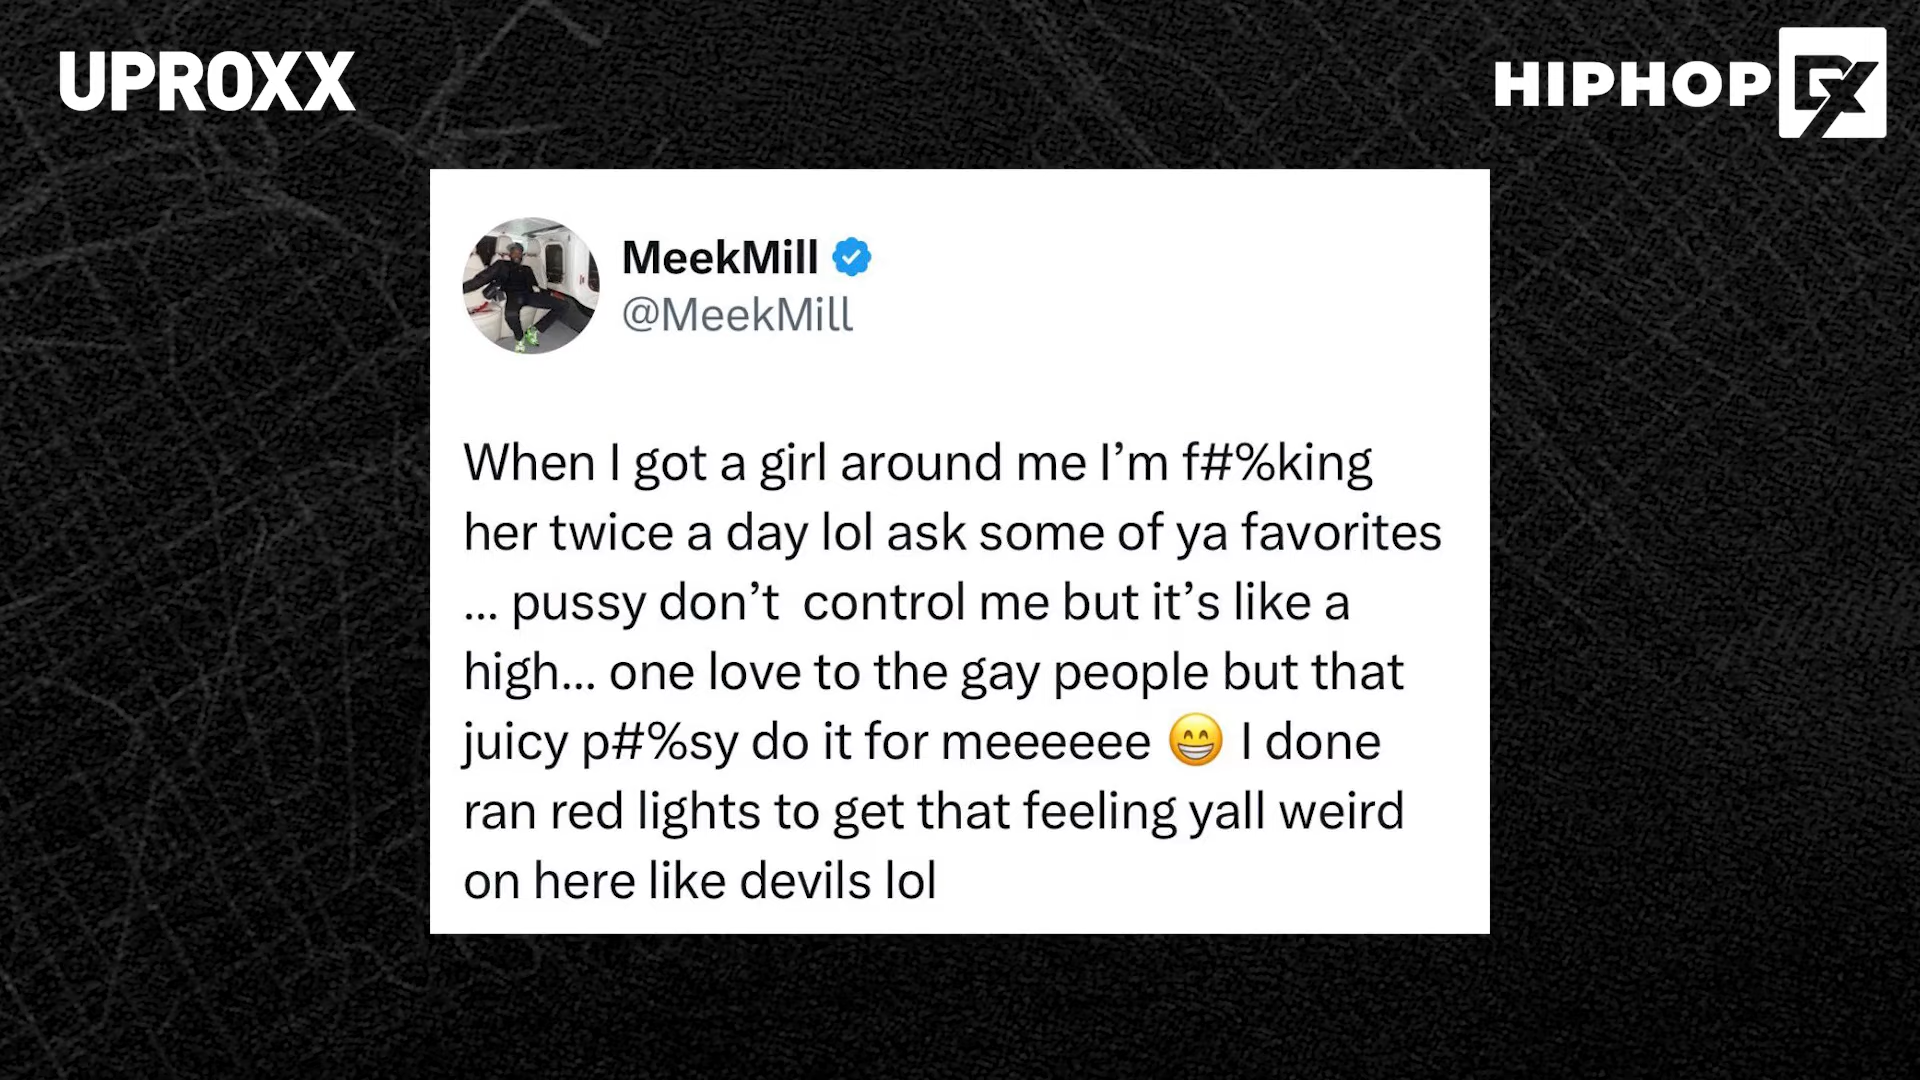 UPROXX
HIPHOP DX
MeekMill
@MeekMill
When I got a girl around me I’m f#%king
her twice a day lol ask some of ya favorites
... pussy don’t  control me but it’s like a
high... one love to the gay people but that
juicy p#%sy do it for meeeeee 😁 I done
ran red lights to get that feeling yall weird
on here like devils lol